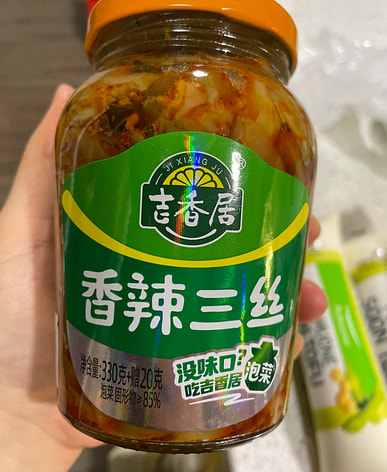 JI XIANG JU
®
吉香居
香辣三丝
净含量:330克+赠20克
泡菜 固形物≥85%
没味口?
吃吉香居
泡菜